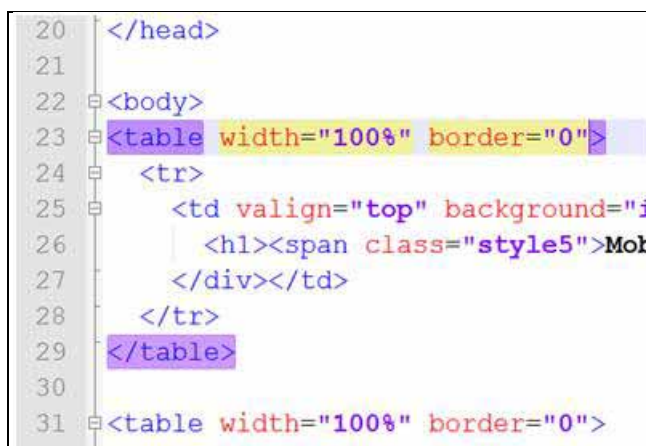 20 </head>
21
22 <body>
23 <table width="100%" border="0">
24 <tr>
25 <td valign="top" background="i
26 <h1><span class="style5">Mob
27 </div></td>
28 </tr>
29 </table>
30
31 <table width="100%" border="0">